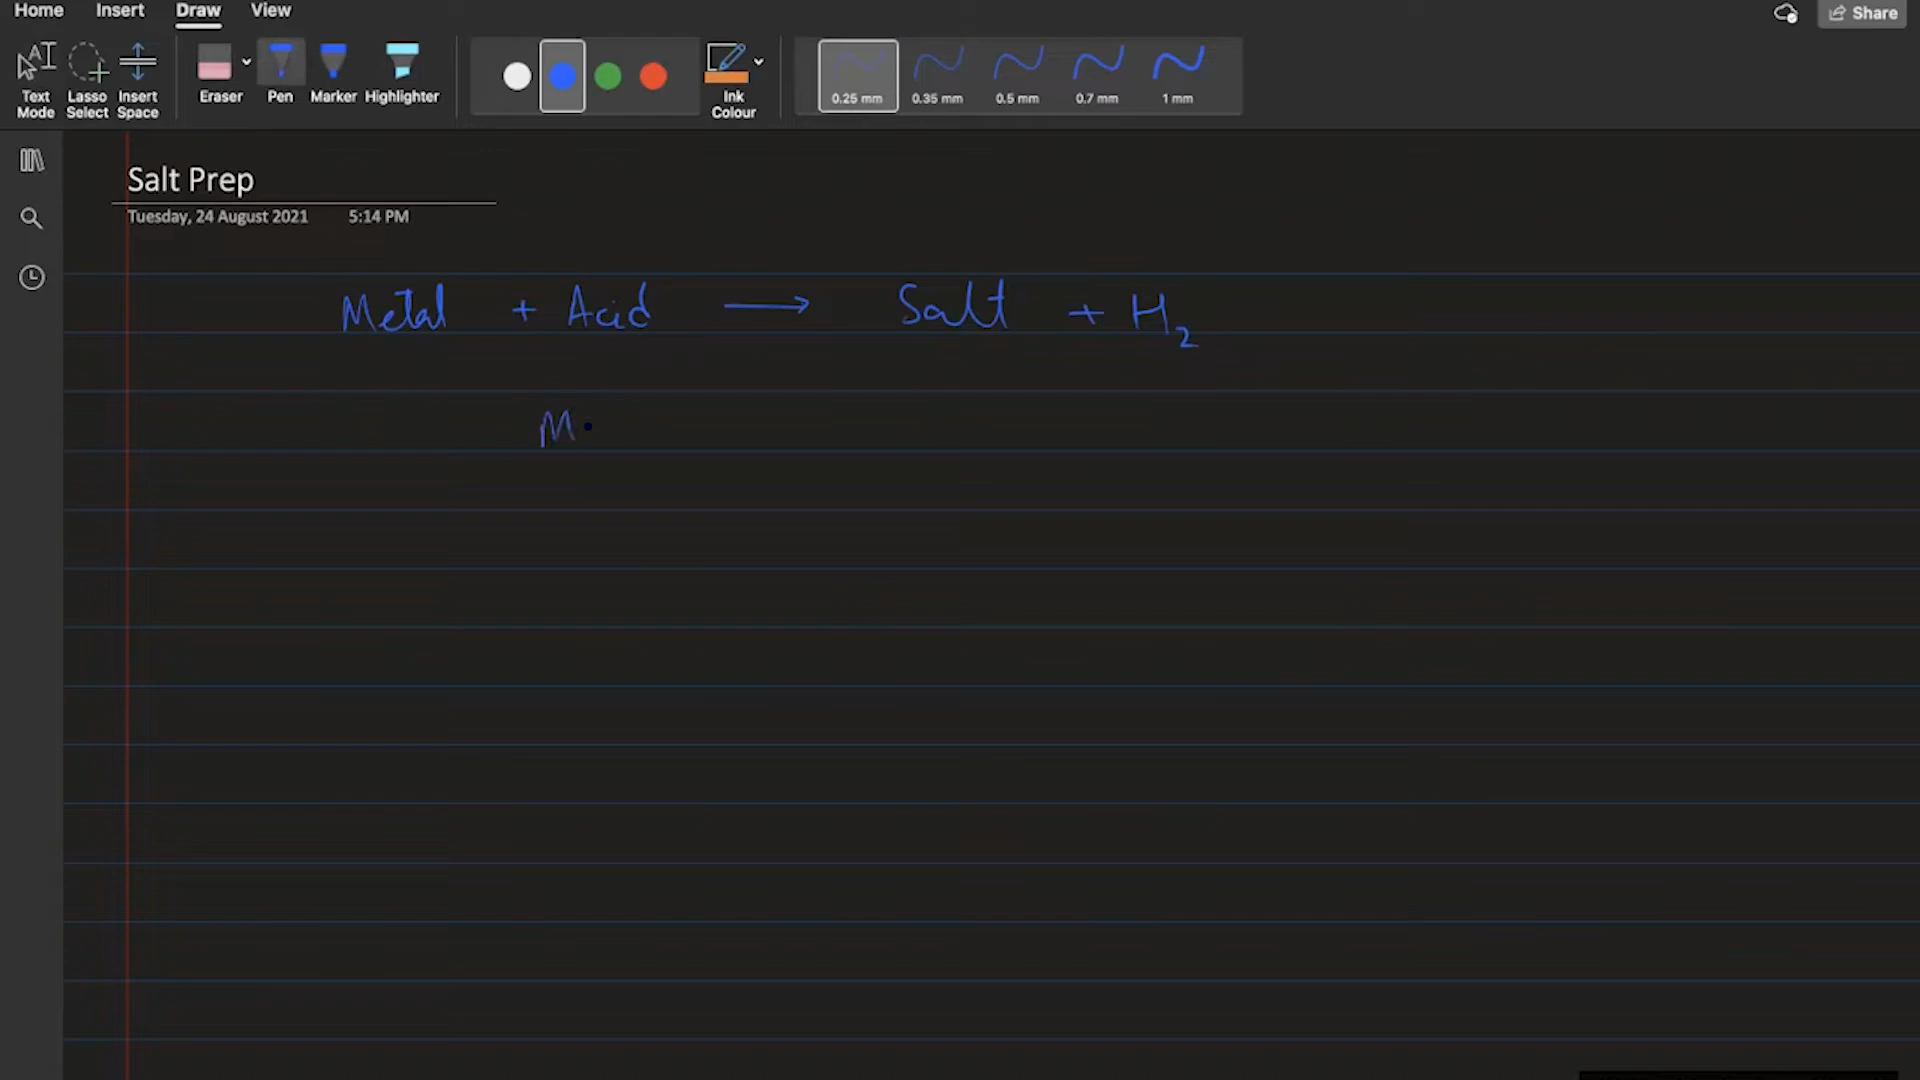 Home Insert Draw View Share
Text Mode Lasso Select Insert Space Eraser Pen Marker Highlighter Ink Colour 0.25 mm 0.35 mm 0.5 mm 0.7 mm 1 mm
Salt Prep
Tuesday, 24 August 2021 5:14 PM
Metal + Acid → Salt + H₂
M